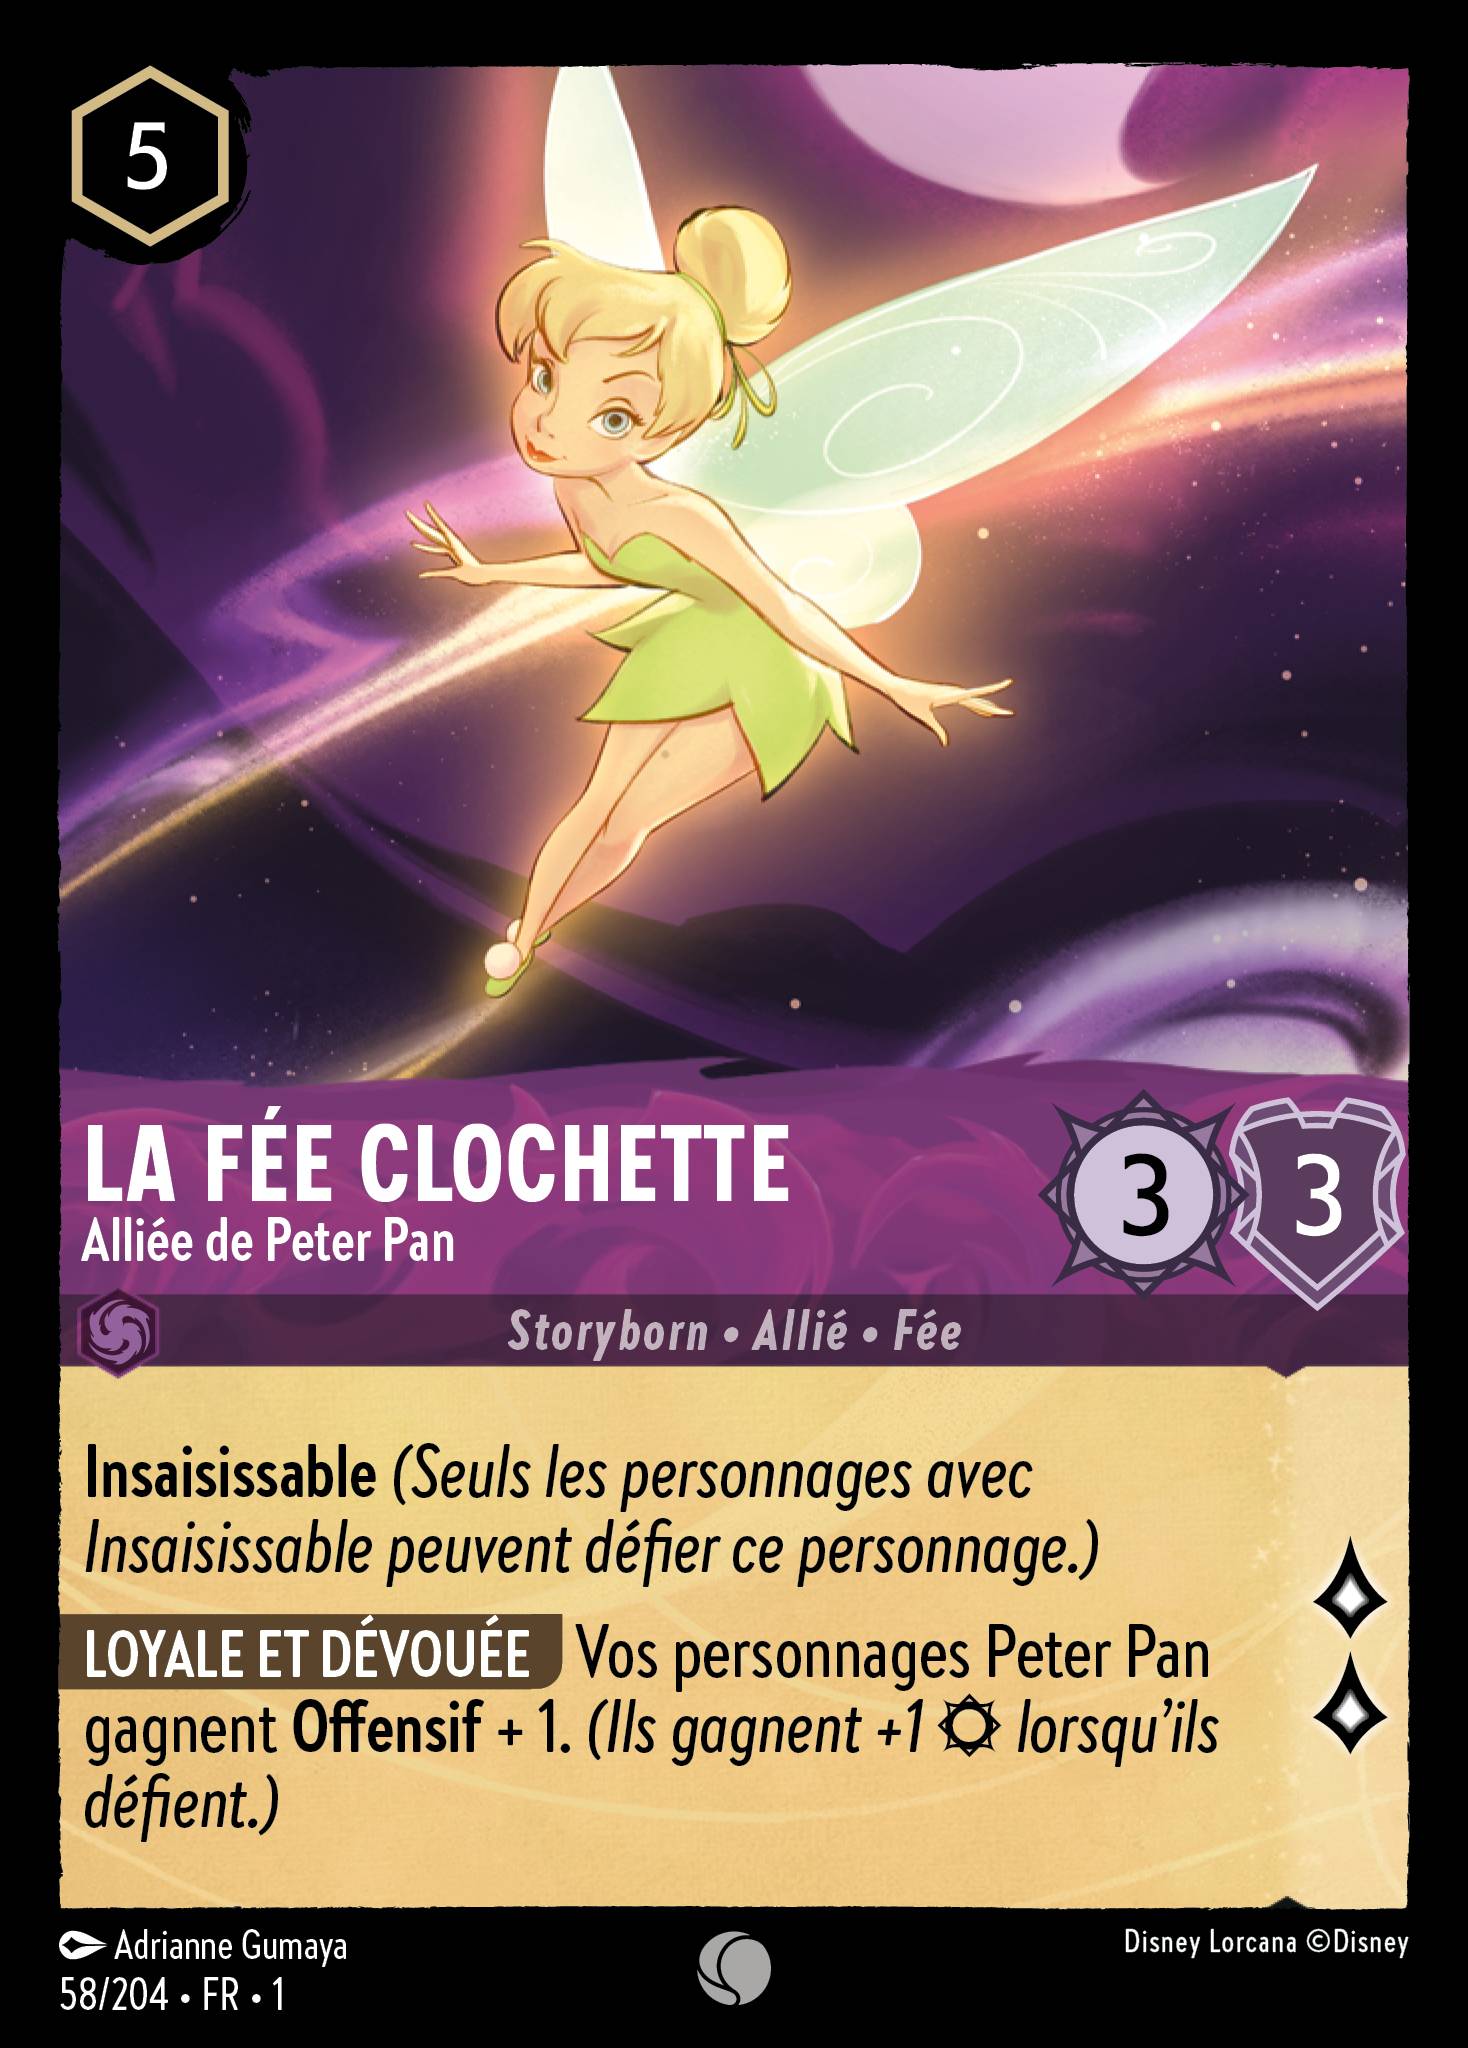 5
LA FÉE CLOCHETTE
Alliée de Peter Pan
3
3
Storyborn • Allié • Fée
Insaisissable (Seuls les personnages avec
Insaisissable peuvent défier ce personnage.)
LOYALE ET DÉVOUÉE Vos personnages Peter Pan
gagnent Offensif + 1. (Ils gagnent +1 lorsqu'ils
défient.)
Adrianne Gumaya
Disney Lorcana ©Disney
58/204 • FR • 1